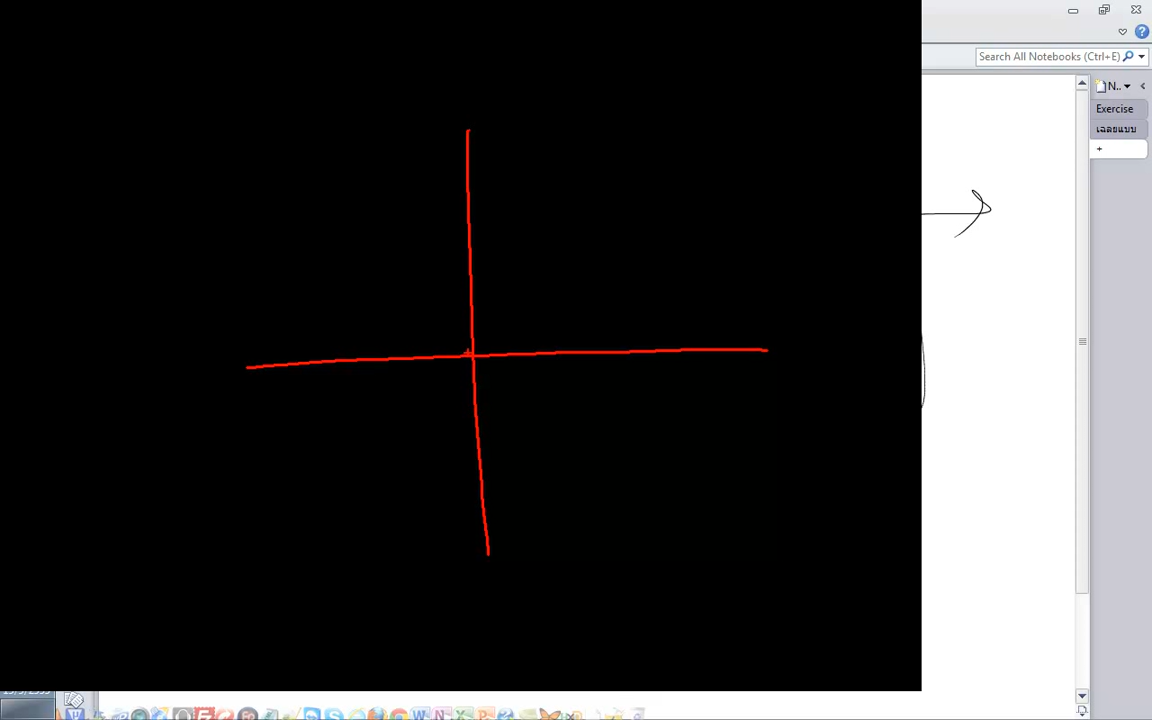 Search All Notebooks (Ctrl+E)
N..
Exercise
เฉลยแบบ
+